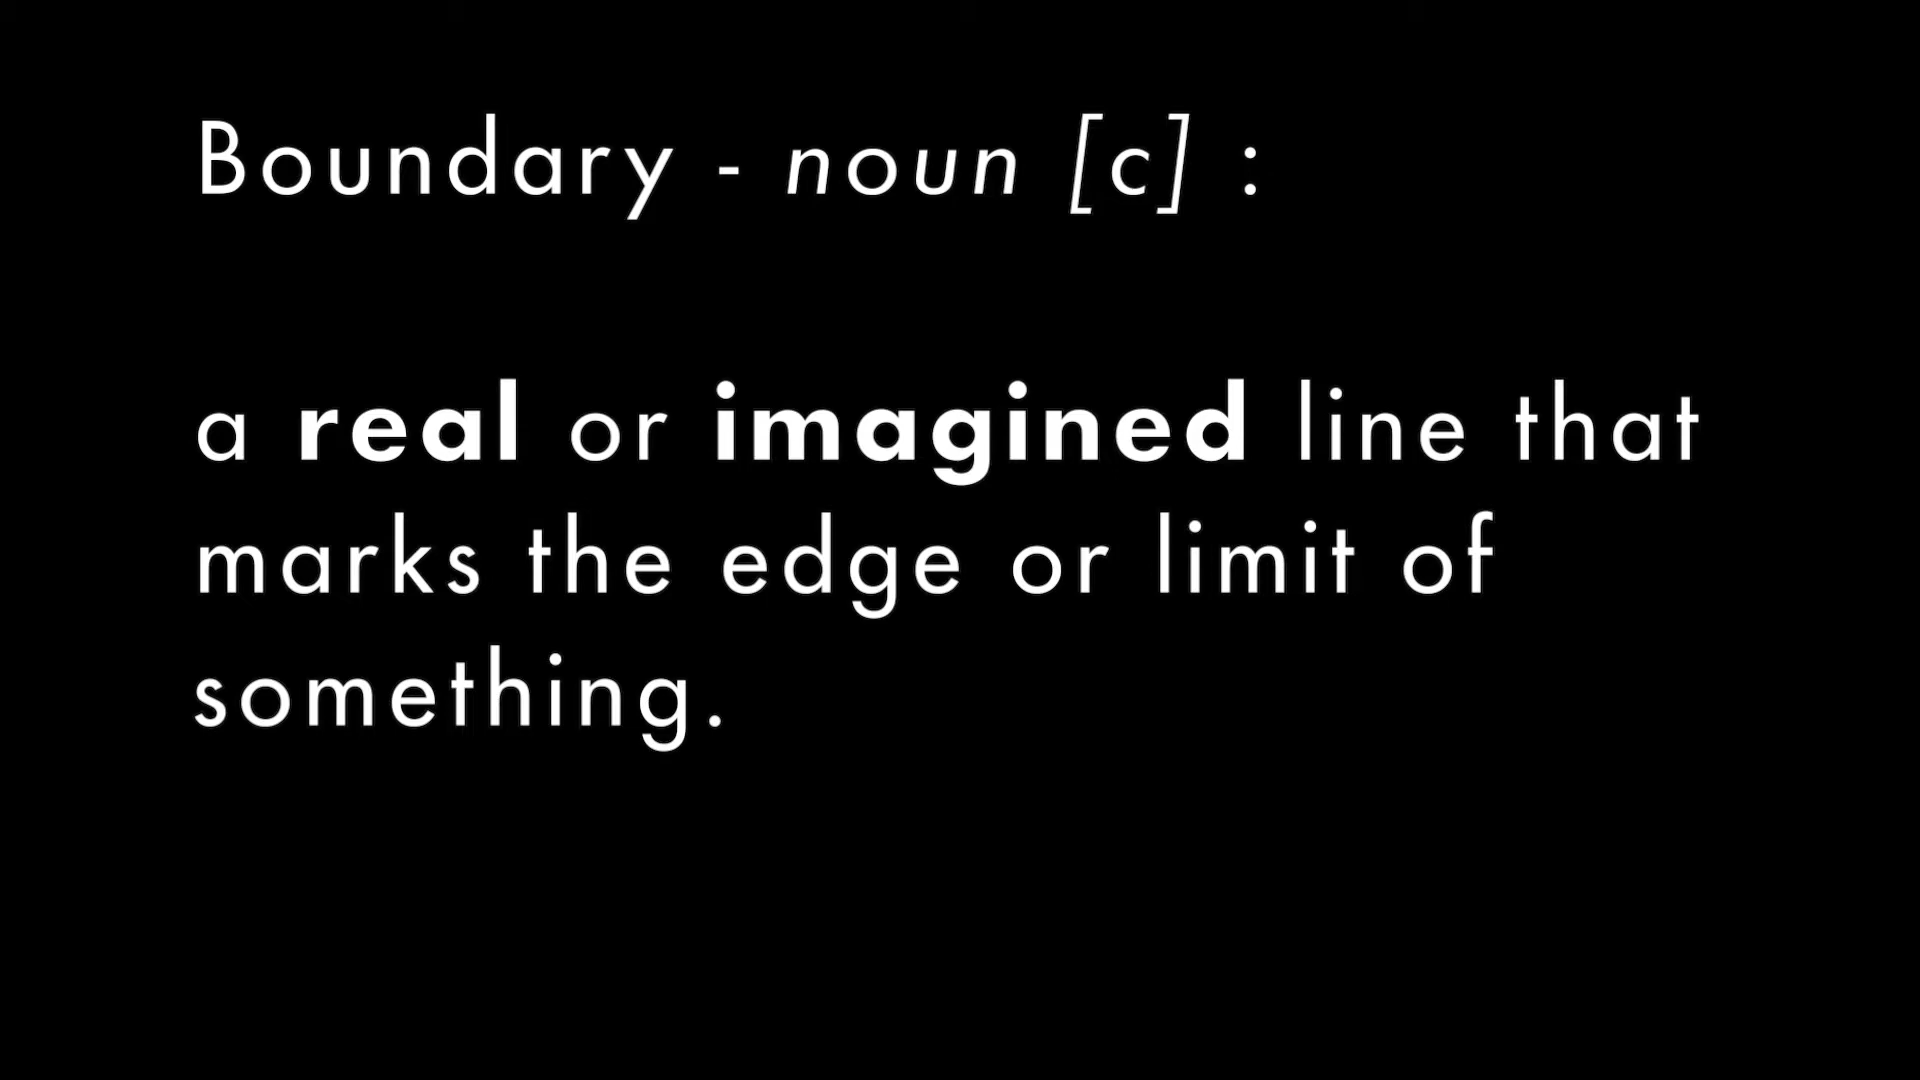 Boundary - noun [c] :
a real or imagined line that
marks the edge or limit of
something.